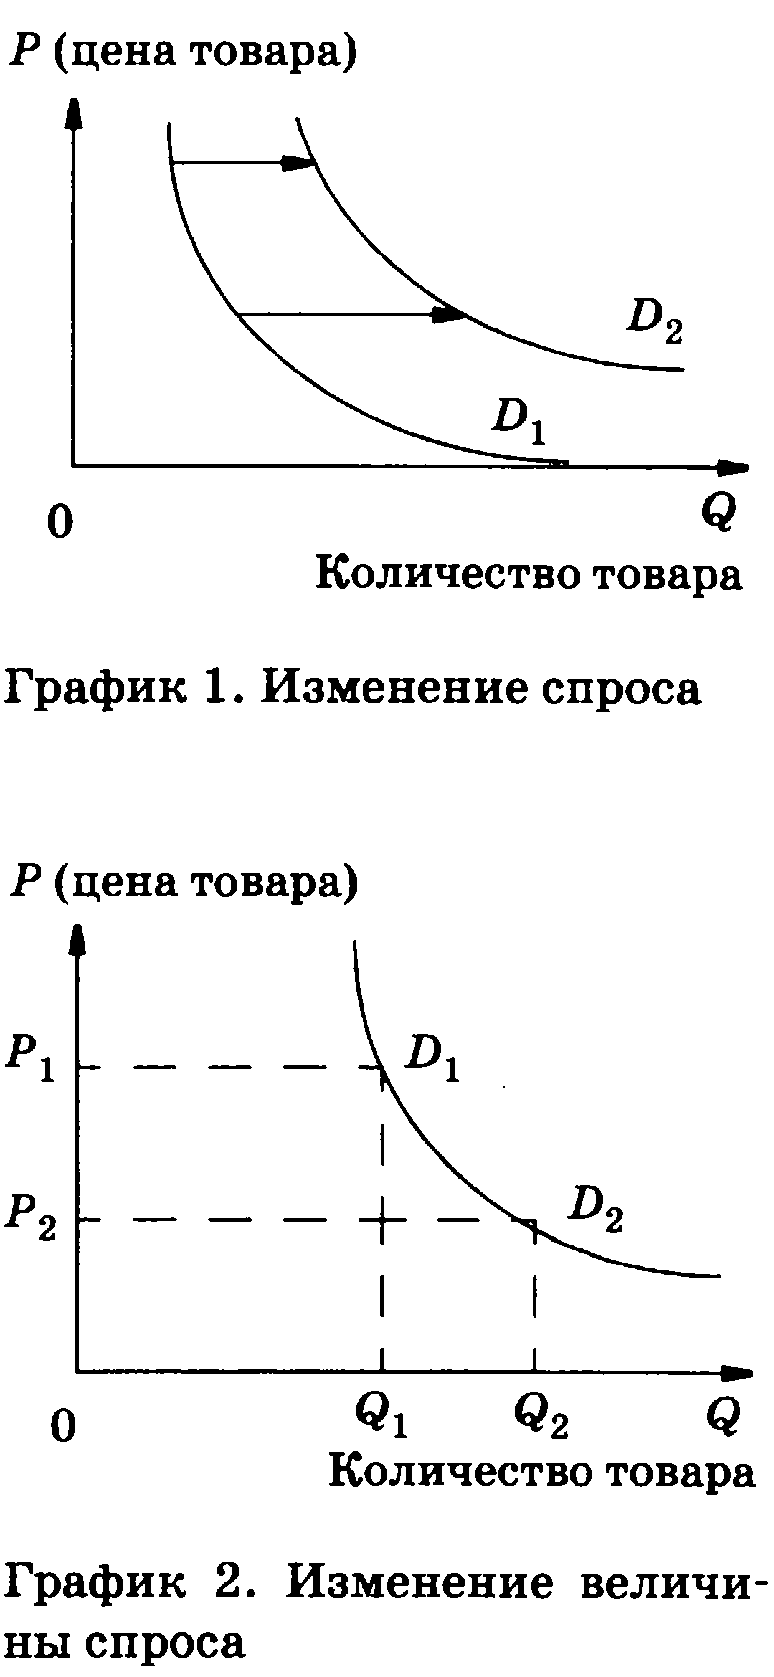 P (цена товара)
D₂
D₁
0
Q
Количество товара
График 1. Изменение спроса
P (цена товара)
P₁
D₁
P₂
D₂
0
Q₁
Q₂
Q
Количество товара
График 2. Изменение величи-
ны спроса